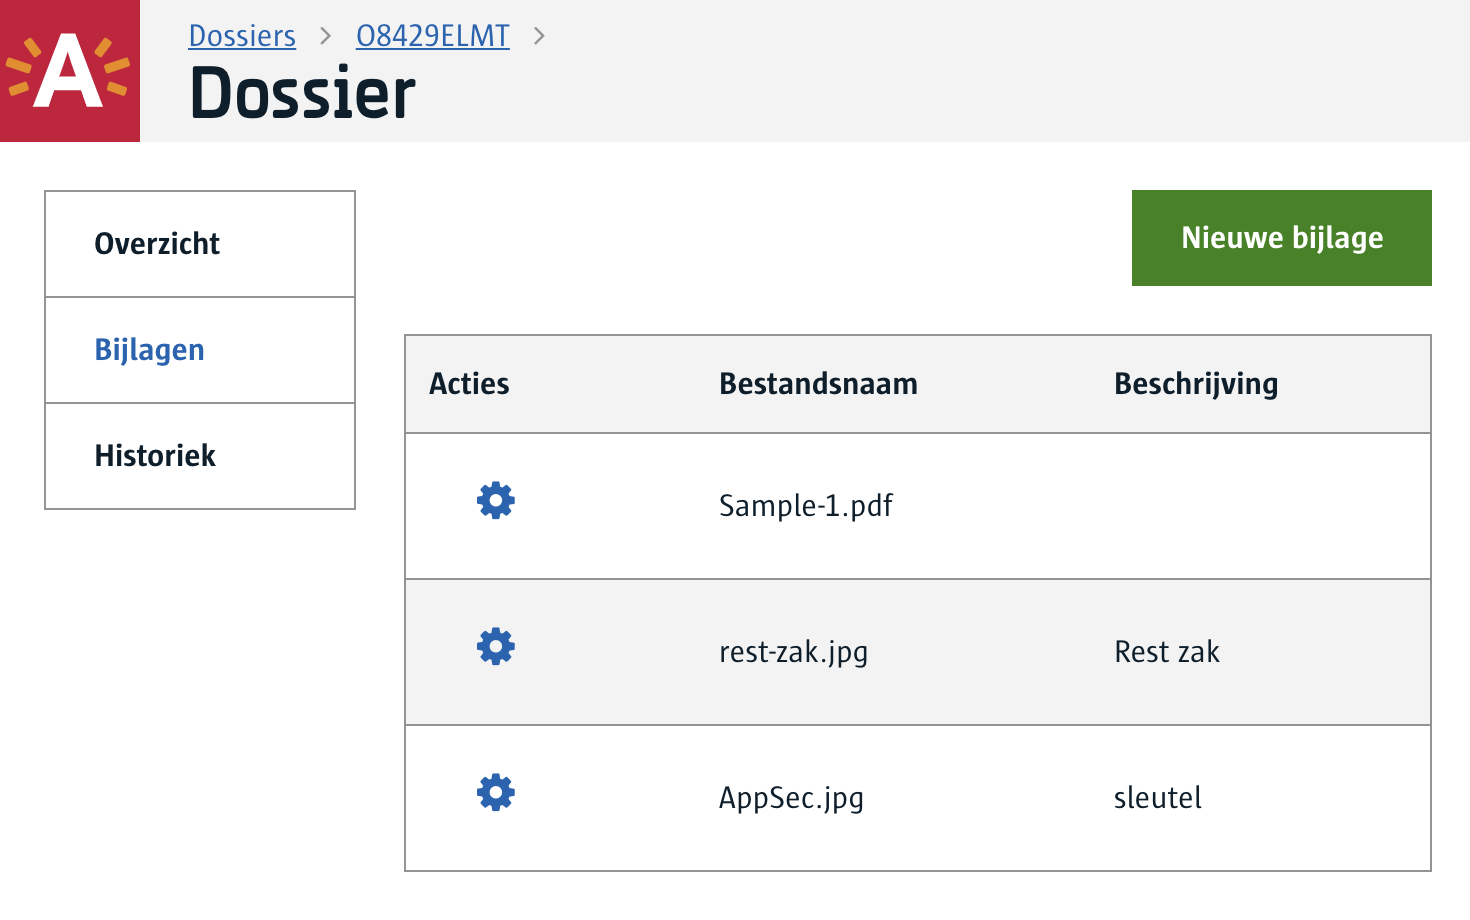 A
Dossiers > O8429ELMT >
Dossier
Overzicht
Bijlagen
Historiek
Nieuwe bijlage
Acties Bestandsnaam Beschrijving
Sample-1.pdf
rest-zak.jpg Rest zak
AppSec.jpg sleutel